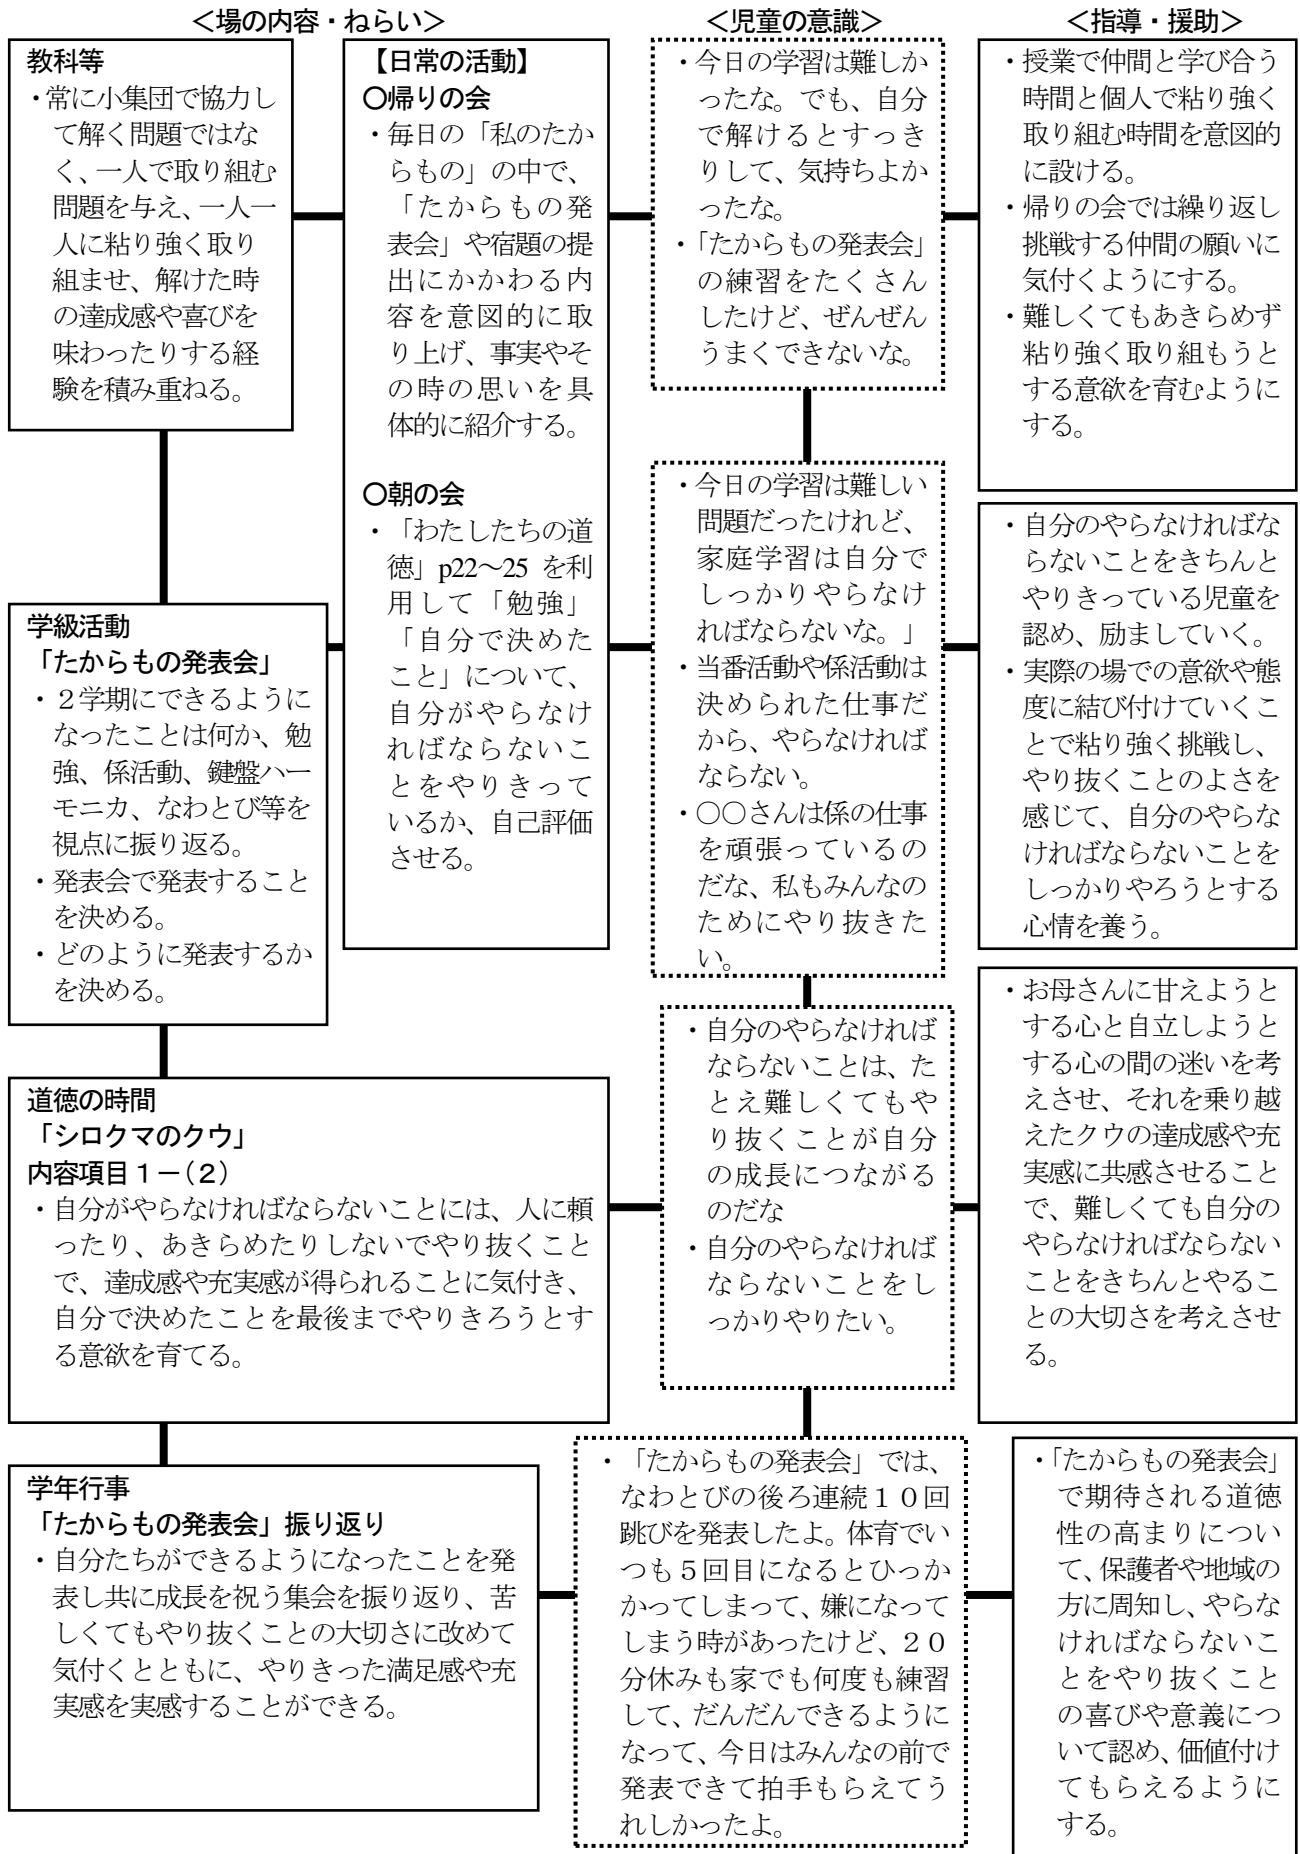 ＜場の内容・ねらい＞
＜児童の意識＞
＜指導・援助＞
教科等
・常に小集団で協力し
て解く問題ではな
く、一人で取り組む
問題を与え、一人一
人に粘り強く取り
組ませ、解けた時
の達成感や喜びを
味わったりする経
験を積み重ねる。
【日常の活動】
○帰りの会
・毎日の「私のたか
らもの」の中で、
「たからもの発
表会」や宿題の提
出にかかわる内
容を意図的に取
り上げ、事実やそ
の時の思いを具
体的に紹介する。
○朝の会
・「わたしたちの道
徳」p22～25 を利
用して「勉強」
「自分で決めた
こと」について、
自分がやらなけ
ればならないこ
とをやりきって
いるか、自己評価
させる。
・今日の学習は難しか
ったな。でも、自分
で解けるとすっき
りして、気持ちよか
ったな。
・「たからもの発表会」
の練習をたくさん
したけど、ぜんぜん
うまくできないな。
・授業で仲間と学び合う
時間と個人で粘り強く
取り組む時間を意図的
に設ける。
・帰りの会では繰り返し
挑戦する仲間の願いに
気付くようにする。
・難しくてもあきらめず
粘り強く取り組もうと
する意欲を育むように
する。
学級活動
「たからもの発表会」
・２学期にできるように
なったことは何か、勉
強、係活動、鍵盤ハー
モニカ、なわとび等を
視点に振り返る。
・発表会で発表すること
を決める。
・どのように発表するか
を決める。
・今日の学習は難しい
問題だったけれど、
家庭学習は自分で
しっかりやらなけ
ればならないな。」
・当番活動や係活動は
決められた仕事だ
から、やらなければ
ならない。
・○○さんは係の仕事
を頑張っているの
だな、私もみんなの
ためにやり抜きた
い。
・自分のやらなければな
らないことをきちんと
やりきっている児童を
認め、励ましていく。
・実際の場での意欲や態
度に結び付けていくこ
とで粘り強く挑戦し、
やり抜くことのよさを
感じて、自分のやらな
ければならないことを
しっかりやろうとする
心情を養う。
道徳の時間
「シロクマのクウ」
内容項目１－（２）
・自分がやらなければならないことには、人に頼
ったり、あきらめたりしないでやり抜くこと
で、達成感や充実感が得られることに気付き、
自分で決めたことを最後までやりきろうとす
る意欲を育てる。
・自分のやらなければ
ならないことは、た
とえ難しくてもや
り抜くことが自分
の成長につながる
のだな
・自分のやらなければ
ならないことをし
っかりやりたい。
・お母さんに甘えようと
する心と自立しようと
する心の間の迷いを考
えさせ、それを乗り越
えたクウの達成感や充
実感に共感させること
で、難しくても自分の
やらなければならない
ことをきちんとやるこ
との大切さを考えさせ
る。
学年行事
「たからもの発表会」振り返り
・自分たちができるようになったことを発
表し共に成長を祝う集会を振り返り、苦
しくてもやり抜くことの大切さに改めて
気付くとともに、やりきった満足感や充
実感を実感することができる。
・「たからもの発表会」では、
なわとびの後ろ連続１０回
跳びを発表したよ。体育でい
つも５回目になるとひっか
かってしまって、嫌になって
しまう時があったけど、２０
分休みも家でも何度も練習
して、だんだんできるように
なって、今日はみんなの前で
発表できて拍手もらえてう
れしかったよ。
・「たからもの発表会」
で期待される道徳
性の高まりについ
て、保護者や地域の
方に周知し、やらな
ければならないこ
とをやり抜くこと
の喜びや意義につ
いて認め、価値付け
てもらえるように
する。